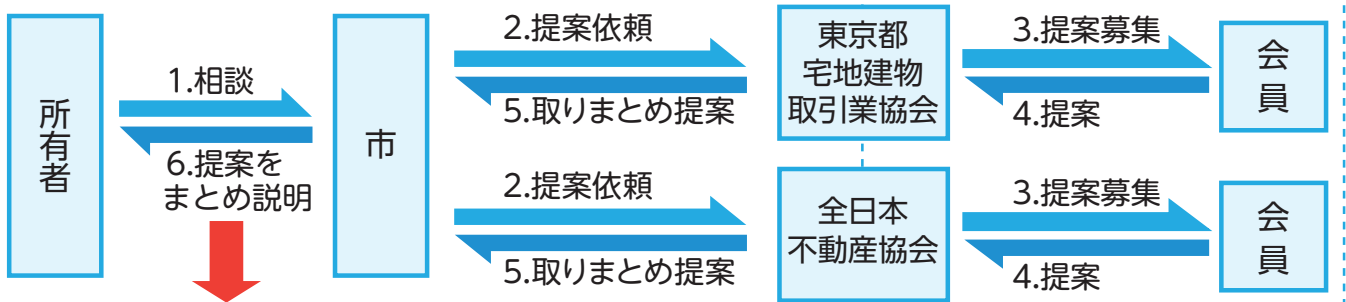 所有者
1.相談
6.提案を
まとめ説明
市
2.提案依頼
5.取りまとめ提案
東京都
宅地建物
取引業協会
3.提案募集
4.提案
会員
2.提案依頼
5.取りまとめ提案
全日本
不動産協会
3.提案募集
4.提案
会員